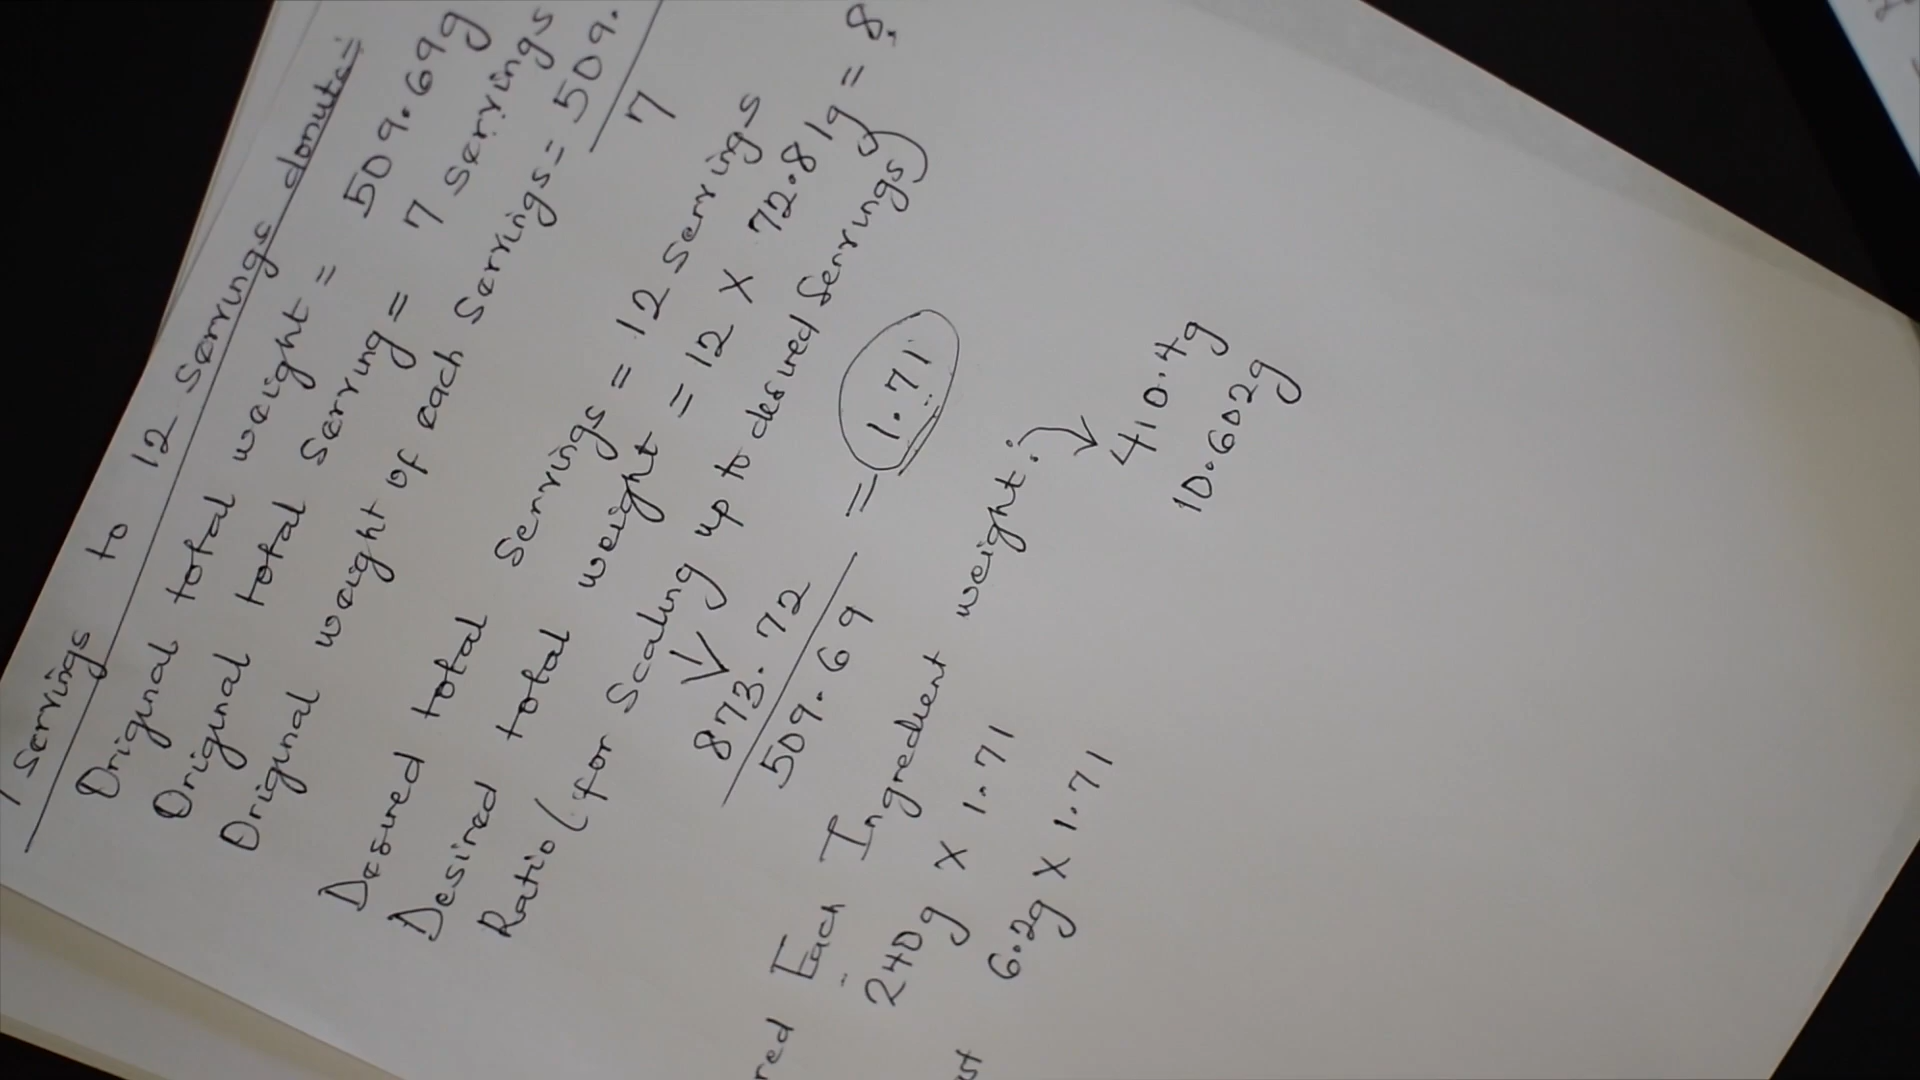 7 Servings to 12 Servings donuts:-
Original total weight = 509.69g
Original total serving = 7 servings
Original weight of each servings = 509.
7
Desired total servings = 12 servings
Desired total weight = 12 X 72.81g = 8
Ratio (for scaling up to desired servings)
873.72
509.69
= 1.71
Each Ingredient weight:
240g X 1.71
410.4g
6.2g X 1.71
10.602g